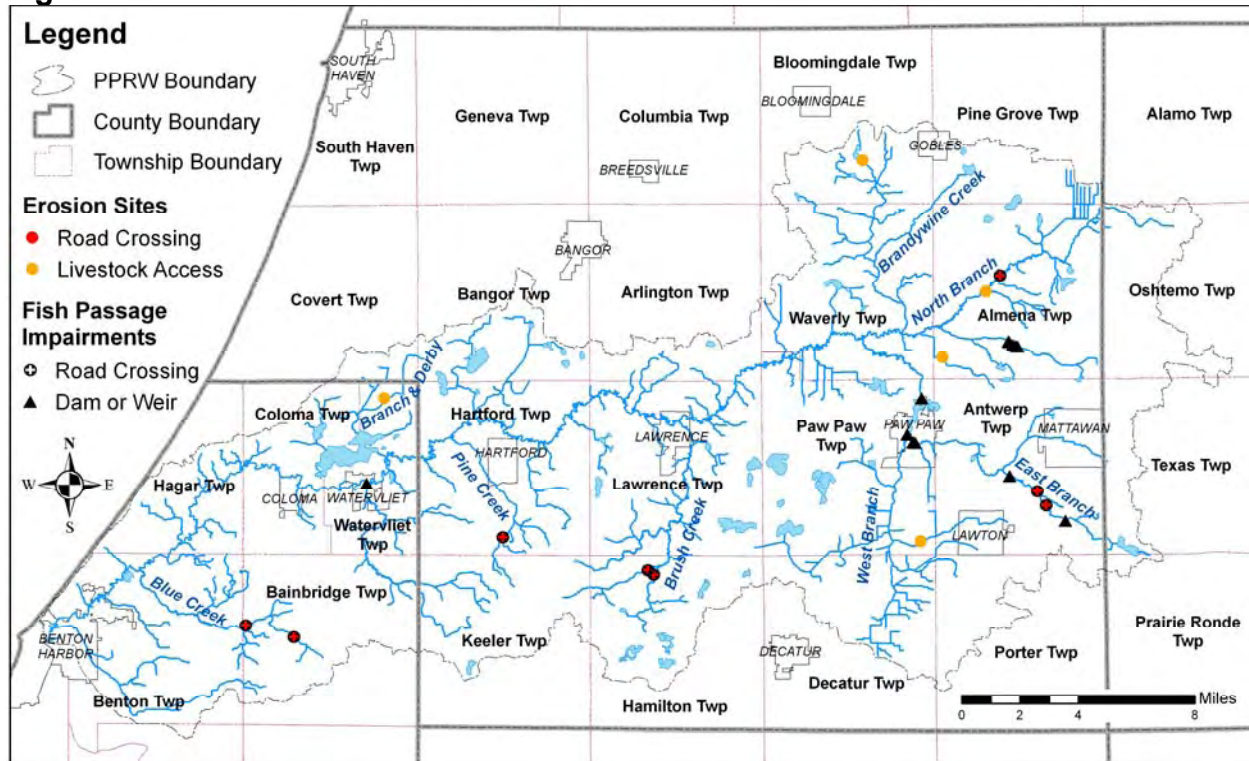 Legend
PPRW Boundary
County Boundary
Township Boundary
Erosion Sites
Road Crossing
Livestock Access
Fish Passage
Impairments
Road Crossing
Dam or Weir
N
W E
S
SOUTH
HAVEN
South Haven
Twp
Geneva Twp
Columbia Twp
BREEDSVILLE
Bloomingdale Twp
BLOOMINGDALE
Pine Grove Twp
GOBLES
Alamo Twp
Covert Twp
BANGOR
Bangor Twp
Arlington Twp
Waverly Twp
Brandywine Creek
North Branch
Almena Twp
Oshtemo Twp
Coloma Twp
Branch & Derby
Hartford Twp
HARTFORD
Pine Creek
LAWRENCE
Lawrence Twp
Brush Creek
Paw Paw
Twp
PAW PAW
Antwerp
Twp
MATTAWAN
East Branch
Texas Twp
Hagar Twp
COLOMA
WATERVLIET
Watervliet
Twp
West Branch
LAWTON
Blue Creek
Bainbridge Twp
BENTON
HARBOR
Benton Twp
Keeler Twp
Hamilton Twp
DECATUR
Decatur Twp
Porter Twp
Prairie Ronde
Twp
Miles
0 2 4 8